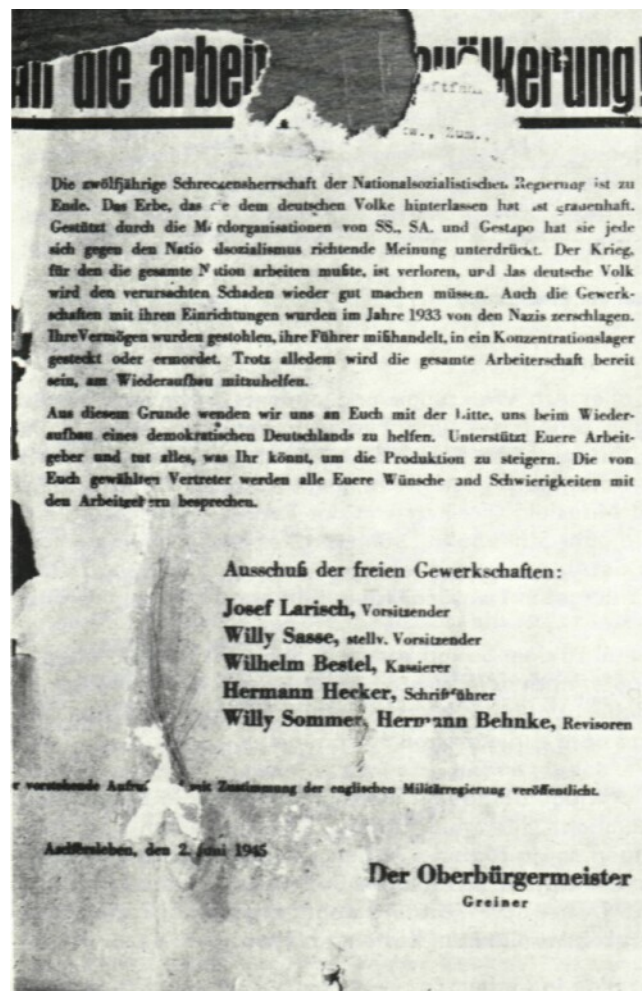 An die arbei völkerung!
Die zwölfjährige Schreckensherrschaft der Nationalsozialistischen Regierung ist zu
Ende. Das Erbe, das sie dem deutschen Volke hinterlassen hat ist grauenhaft.
Gestützt durch die Mordorganisationen von SS., SA. und Gestapo hat sie jede
sich gegen den Nationalsozialismus richtende Meinung unterdrückt. Der Krieg,
für den die gesamte Nation arbeiten mußte, ist verloren, und das deutsche Volk
wird den verursachten Schaden wieder gut machen müssen. Auch die Gewerk-
schaften mit ihren Einrichtungen wurden im Jahre 1933 von den Nazis zerschlagen.
Ihre Vermögen wurden gestohlen, ihre Führer mißhandelt, in ein Konzentrationslager
gesteckt oder ermordet. Trotz alledem wird die gesamte Arbeiterschaft bereit
sein, am Wiederaufbau mitzuhelfen.
Aus diesem Grunde wenden wir uns an Euch mit der Bitte, uns beim Wieder-
aufbau eines demokratischen Deutschlands zu helfen. Unterstützt Euere Arbeit-
geber und tut alles, was Ihr könnt, um die Produktion zu steigern. Die von
Euch gewählten Vertreter werden alle Euere Wünsche und Schwierigkeiten mit
den Arbeitgebern besprechen.
Ausschuß der freien Gewerkschaften:
Josef Larisch, Vorsitzender
Willy Sasse, stellv. Vorsitzender
Wilhelm Bestel, Kassierer
Hermann Hecker, Schriftführer
Willy Sommer, Hermann Behnke, Revisoren
r vorstehende Aufru mit Zustimmung der englischen Militärregierung veröffentlicht.
Aschersleben, den 2. Juni 1945
Der Oberbürgermeister
Greiner